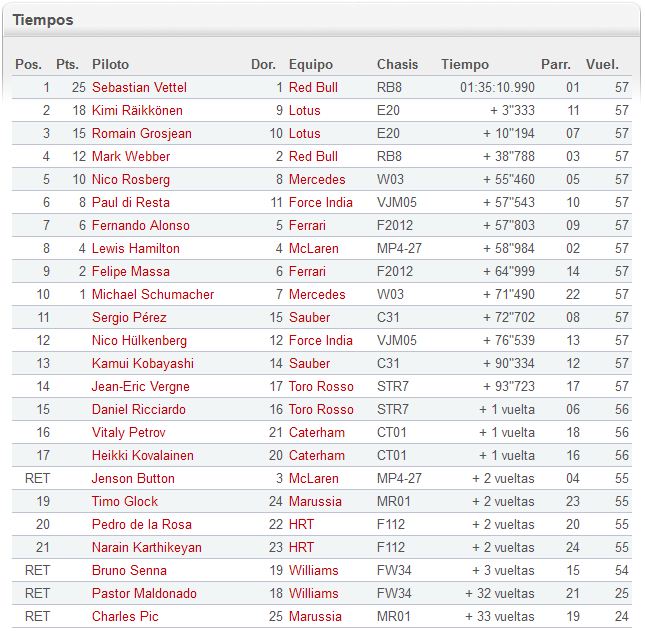 Tiempos
Pos. Pts. Piloto Dor. Equipo Chasis Tiempo Parr. Vuel.
1 25 Sebastian Vettel 1 Red Bull RB8 01:35:10.990 01 57
2 18 Kimi Räikkönen 9 Lotus E20 + 3"333 11 57
3 15 Romain Grosjean 10 Lotus E20 + 10"194 07 57
4 12 Mark Webber 2 Red Bull RB8 + 38"788 03 57
5 10 Nico Rosberg 8 Mercedes W03 + 55"460 05 57
6 8 Paul di Resta 11 Force India VJM05 + 57"543 10 57
7 6 Fernando Alonso 5 Ferrari F2012 + 57"803 09 57
8 4 Lewis Hamilton 4 McLaren MP4-27 + 58"984 02 57
9 2 Felipe Massa 6 Ferrari F2012 + 64"999 14 57
10 1 Michael Schumacher 7 Mercedes W03 + 71"490 22 57
11 Sergio Pérez 15 Sauber C31 + 72"702 08 57
12 Nico Hülkenberg 12 Force India VJM05 + 76"539 13 57
13 Kamui Kobayashi 14 Sauber C31 + 90"334 12 57
14 Jean-Eric Vergne 17 Toro Rosso STR7 + 93"723 17 57
15 Daniel Ricciardo 16 Toro Rosso STR7 + 1 vuelta 06 56
16 Vitaly Petrov 21 Caterham CT01 + 1 vuelta 18 56
17 Heikki Kovalainen 20 Caterham CT01 + 1 vuelta 16 56
RET Jenson Button 3 McLaren MP4-27 + 2 vueltas 04 55
19 Timo Glock 24 Marussia MR01 + 2 vueltas 23 55
20 Pedro de la Rosa 22 HRT F112 + 2 vueltas 20 55
21 Narain Karthikeyan 23 HRT F112 + 2 vueltas 24 55
RET Bruno Senna 19 Williams FW34 + 3 vueltas 15 54
RET Pastor Maldonado 18 Williams FW34 + 32 vueltas 21 25
RET Charles Pic 25 Marussia MR01 + 33 vueltas 19 24